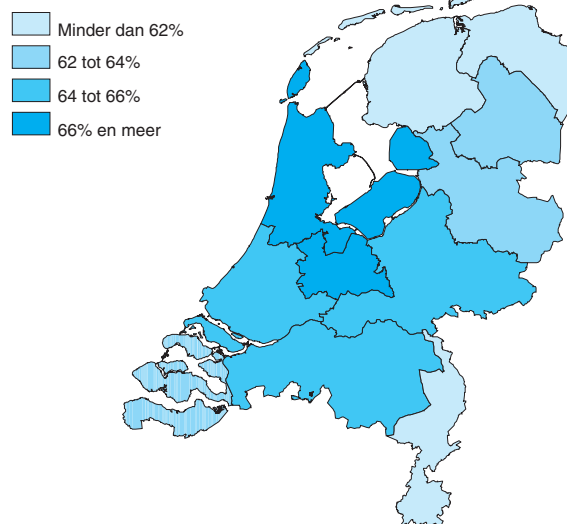 Minder dan 62%
62 tot 64%
64 tot 66%
66% en meer